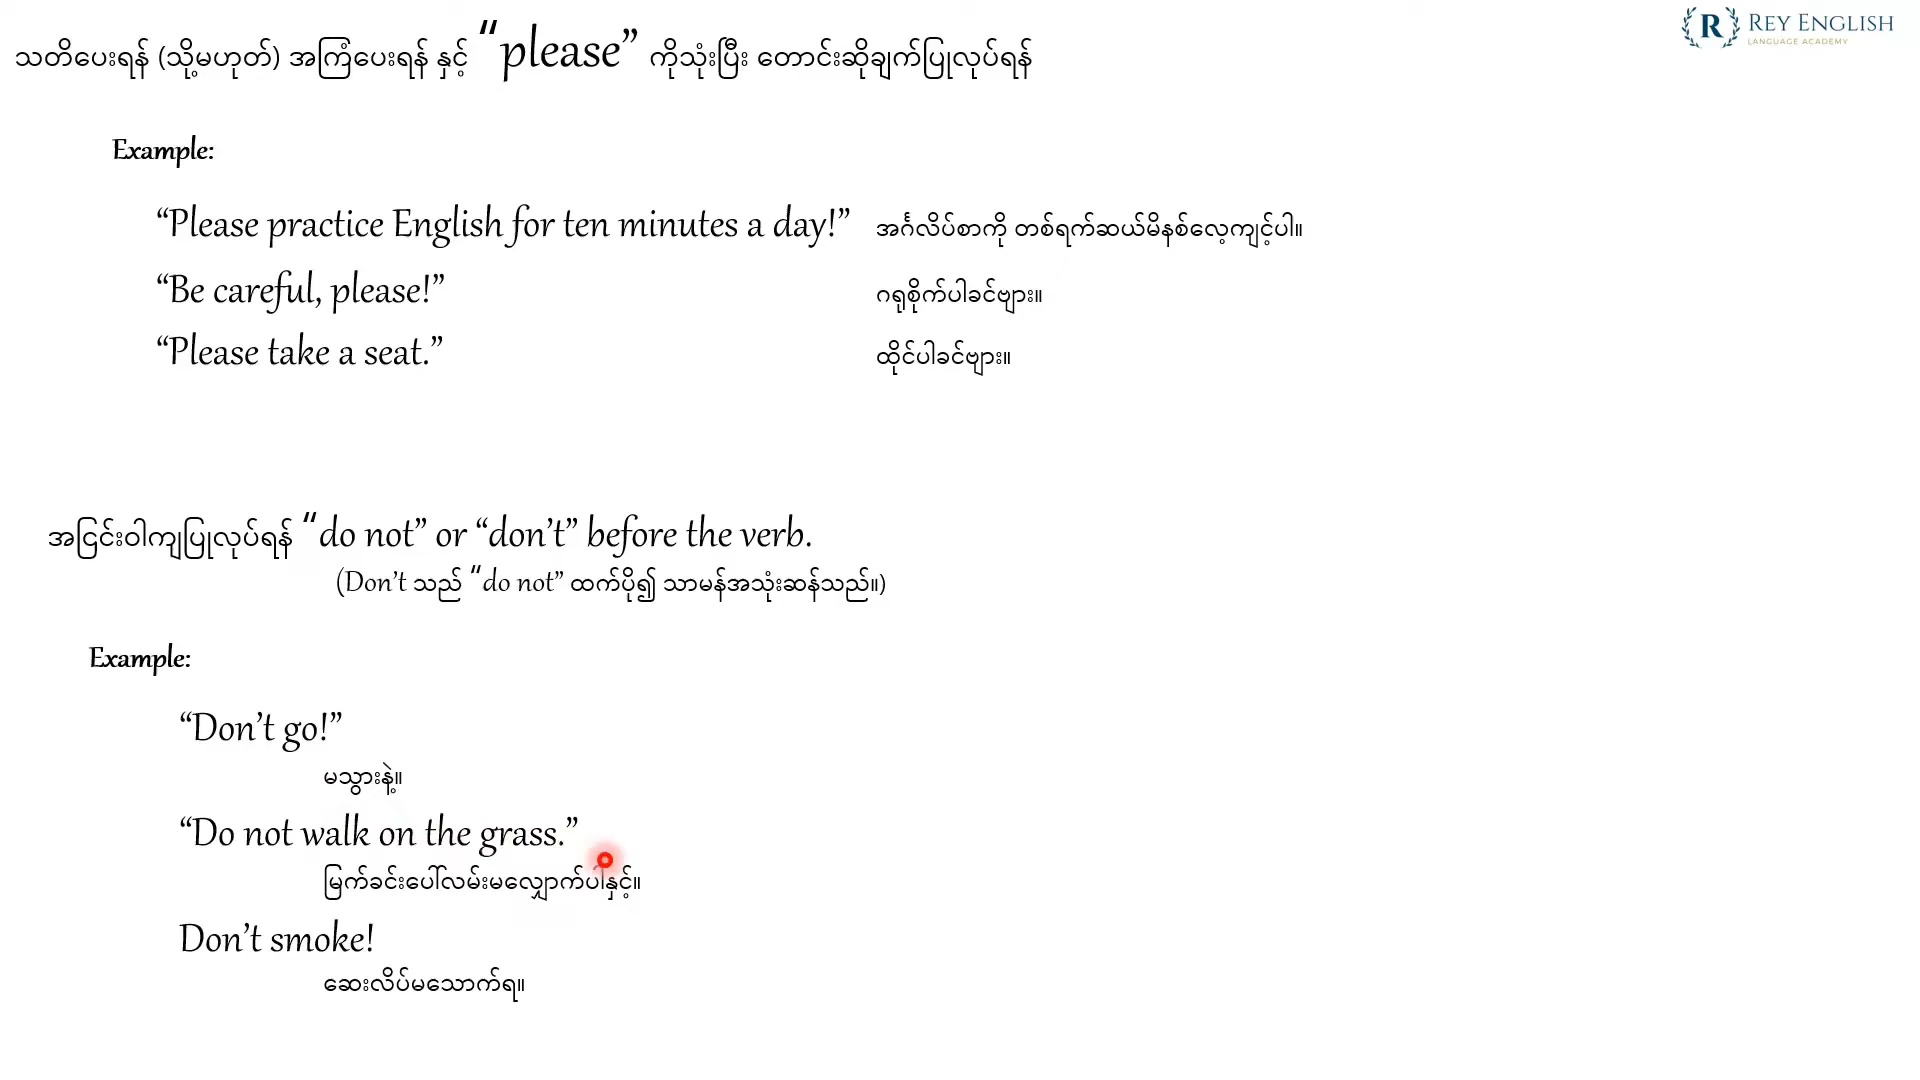 R REY ENGLISH
LANGUAGE ACADEMY
သတိပေးရန် (သို့မဟုတ်) အကြံပေးရန် နှင့် “please” ကိုသုံးပြီး တောင်းဆိုချက်ပြုလုပ်ရန်
Example:
“Please practice English for ten minutes a day!” အင်္ဂလိပ်စာကို တစ်ရက်ဆယ်မိနစ်လေ့ကျင့်ပါ။
“Be careful, please!” ဂရုစိုက်ပါခင်ဗျား။
“Please take a seat.” ထိုင်ပါခင်ဗျား။
အငြင်းဝါကျပြုလုပ်ရန် “do not” or “don’t” before the verb.
(Don’t သည် “do not” ထက်ပို၍ သာမန်အသုံးဆန်သည်။)
Example:
“Don’t go!”
မသွားနဲ့။
“Do not walk on the grass.”
မြက်ခင်းပေါ်လမ်းမလျှောက်ပါနှင့်။
Don’t smoke!
ဆေးလိပ်မသောက်ရ။